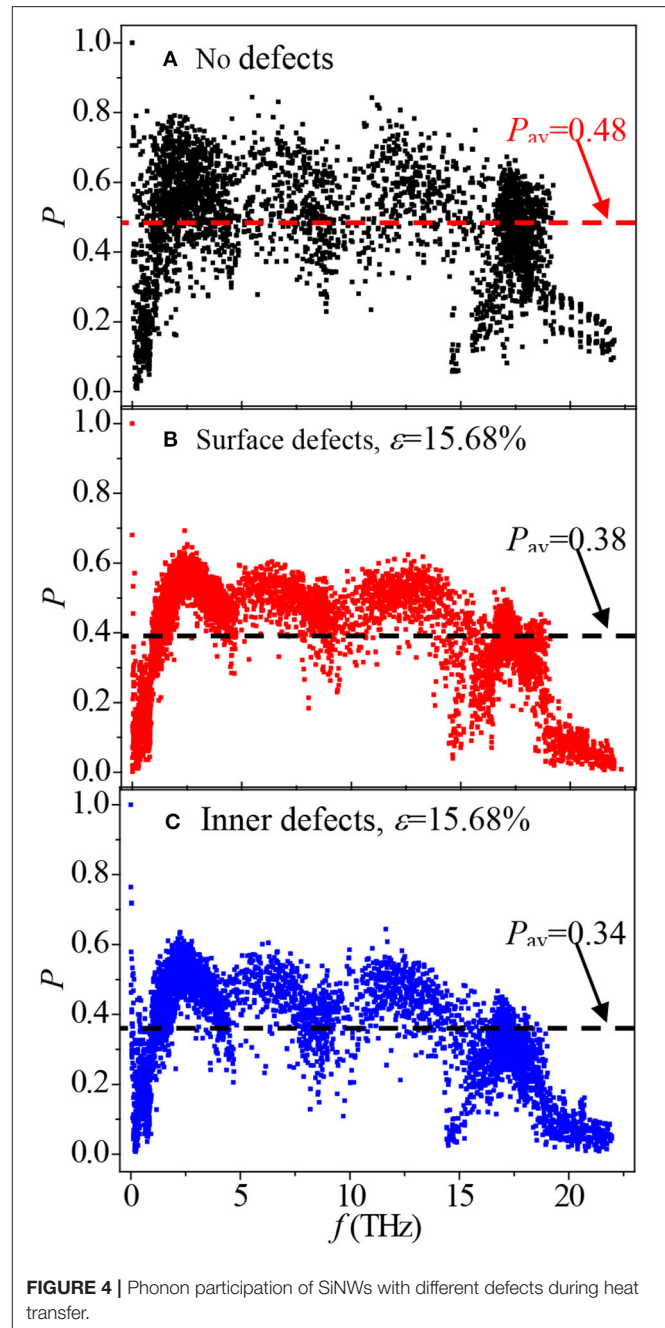 A No defects
1.0
0.8
0.6
0.4
0.2
0.0
P
P_av=0.48
B Surface defects, ε=15.68%
1.0
0.8
0.6
0.4
0.2
0.0
P
P_av=0.38
C Inner defects, ε=15.68%
1.0
0.8
0.6
0.4
0.2
0.0
P
P_av=0.34
0 5 10 15 20
f(THz)
FIGURE 4 | Phonon participation of SiNWs with different defects during heat
transfer.